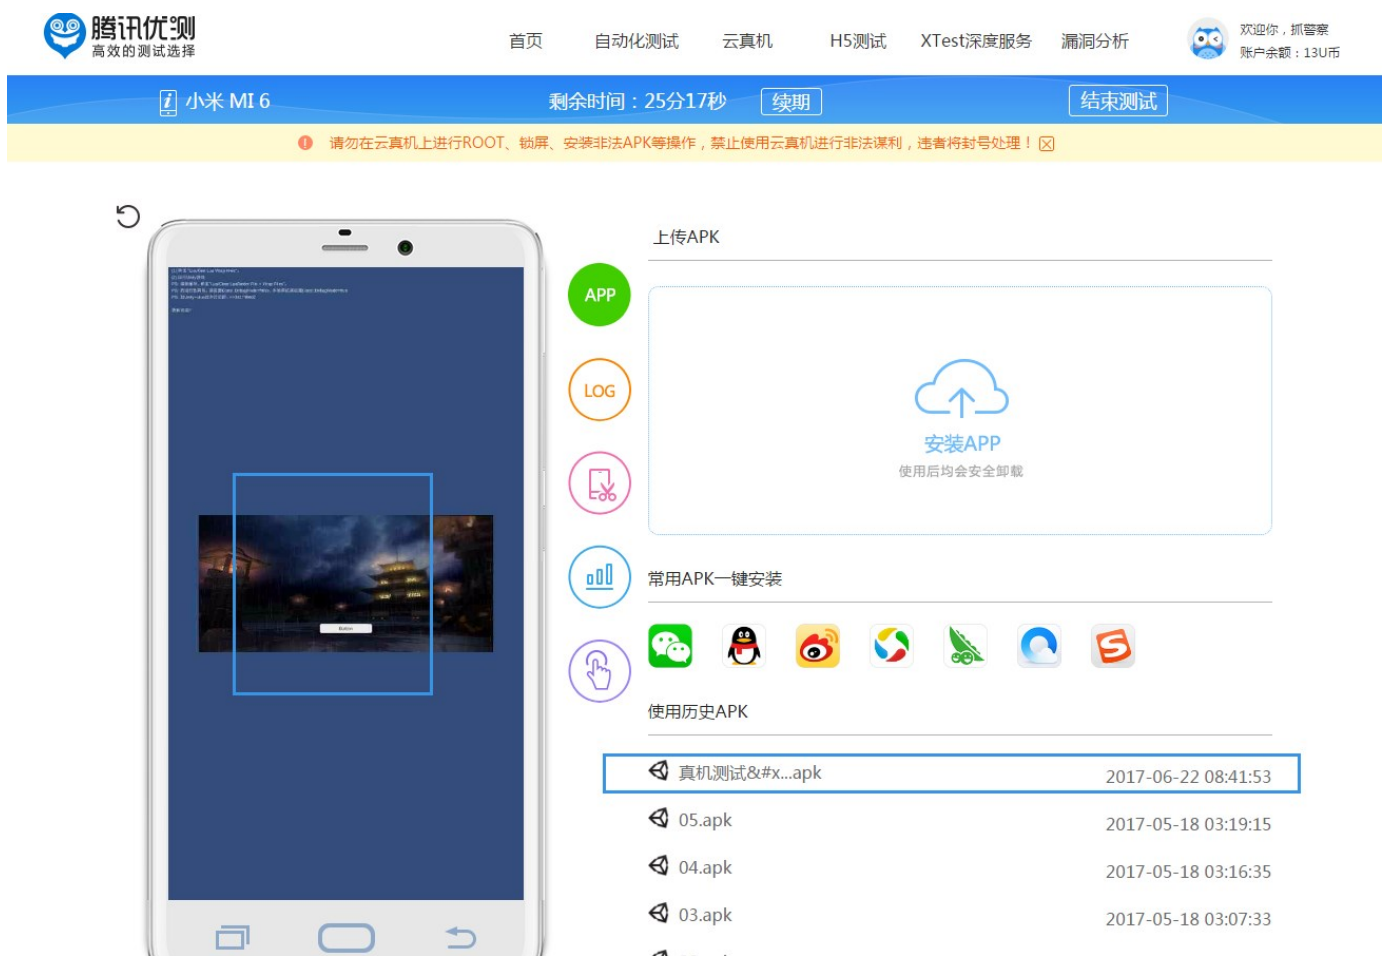 腾讯优测
高效的测试选择
首页 自动化测试 云真机 H5测试 XTest深度服务 漏洞分析
欢迎你，抓警察
账户余额：13U币
小米 MI 6 剩余时间：25分17秒 续期 结束测试
请勿在云真机上进行ROOT、锁屏、安装非法APK等操作，禁止使用云真机进行非法谋利，违者将封号处理！
上传APK
APP
LOG
安装APP
使用后均会安全卸载
常用APK一键安装
使用历史APK
真机测试&#x...apk 2017-06-22 08:41:53
05.apk 2017-05-18 03:19:15
04.apk 2017-05-18 03:16:35
03.apk 2017-05-18 03:07:33